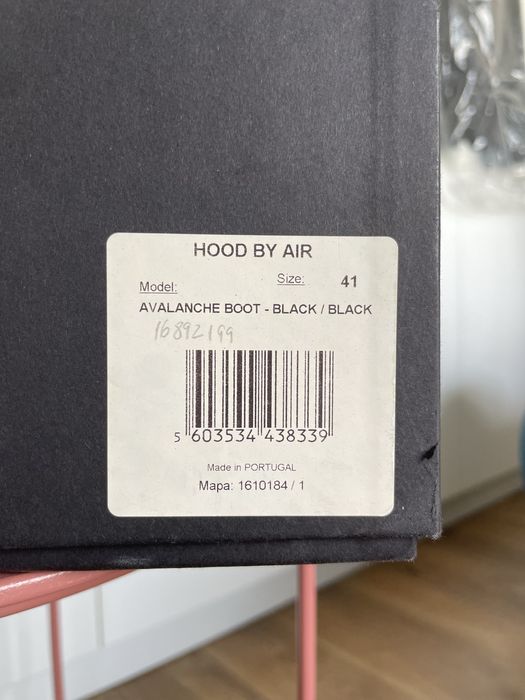 HOOD BY AIR
Size: 41
Model:
AVALANCHE BOOT - BLACK / BLACK
16892199
5 603534 438339
Made in PORTUGAL
Mapa: 1610184 / 1